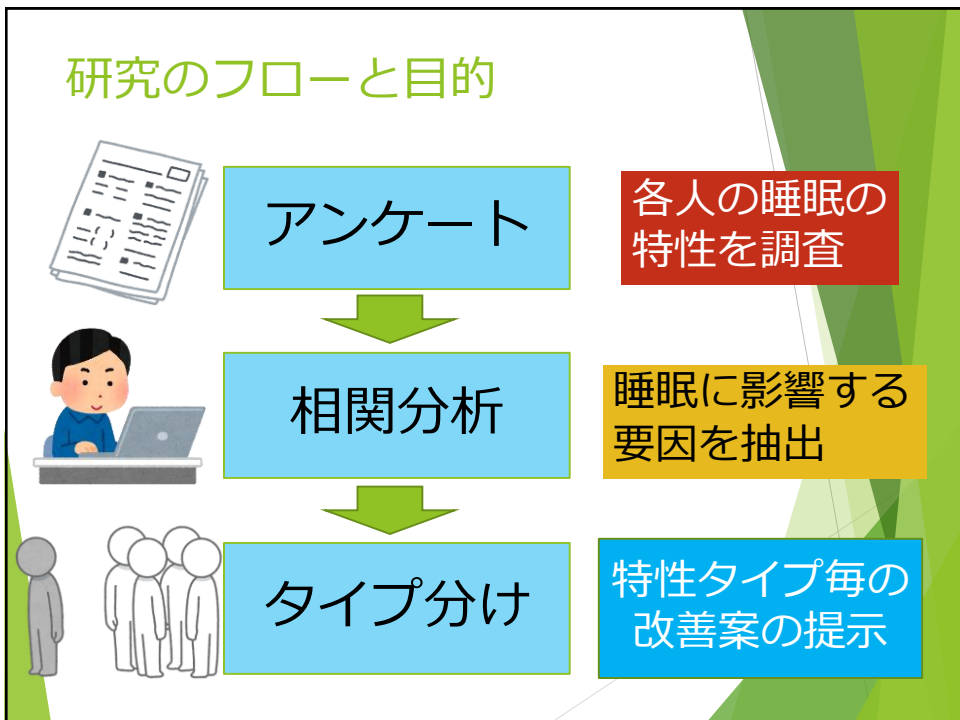 研究のフローと目的
アンケート
各人の睡眠の
特性を調査
相関分析
睡眠に影響する
要因を抽出
タイプ分け
特性タイプ毎の
改善案の提示